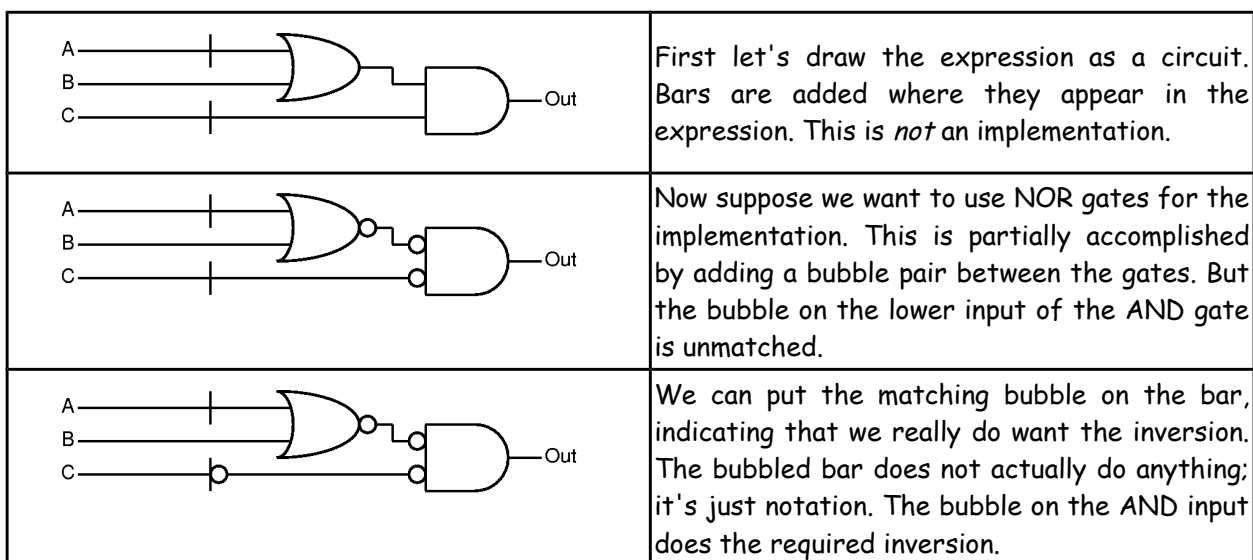 A
B
C
Out
First let's draw the expression as a circuit.
Bars are added where they appear in the
expression. This is not an implementation.
A
B
C
Out
Now suppose we want to use NOR gates for the
implementation. This is partially accomplished
by adding a bubble pair between the gates. But
the bubble on the lower input of the AND gate
is unmatched.
A
B
C
Out
We can put the matching bubble on the bar,
indicating that we really do want the inversion.
The bubbled bar does not actually do anything;
it's just notation. The bubble on the AND input
does the required inversion.